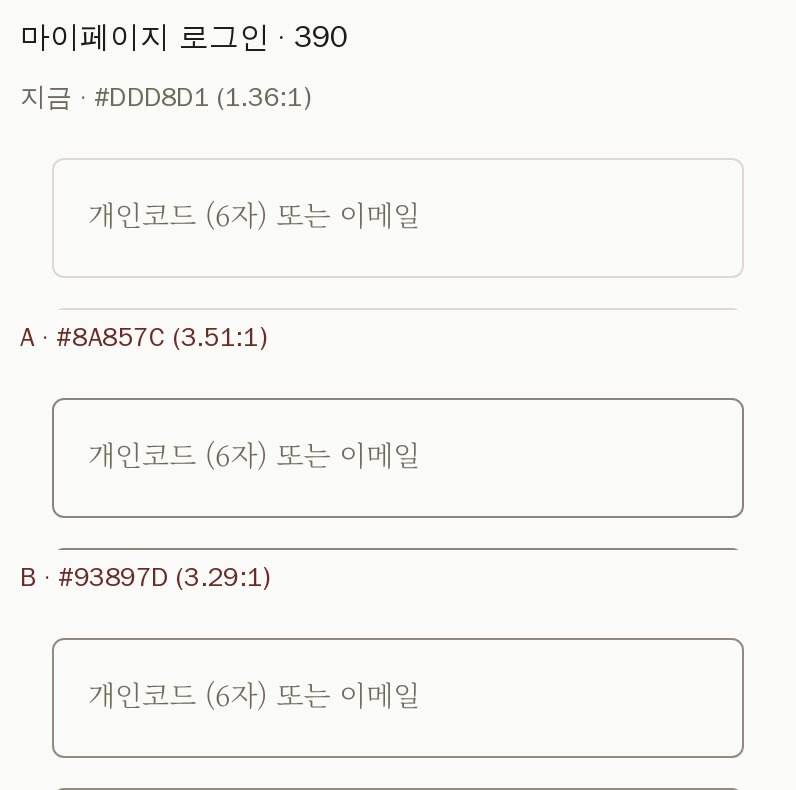 마이페이지 로그인 · 390
지금 · #DDD8D1 (1.36:1)
개인코드 (6자) 또는 이메일
A · #8A857C (3.51:1)
개인코드 (6자) 또는 이메일
B · #93897D (3.29:1)
개인코드 (6자) 또는 이메일